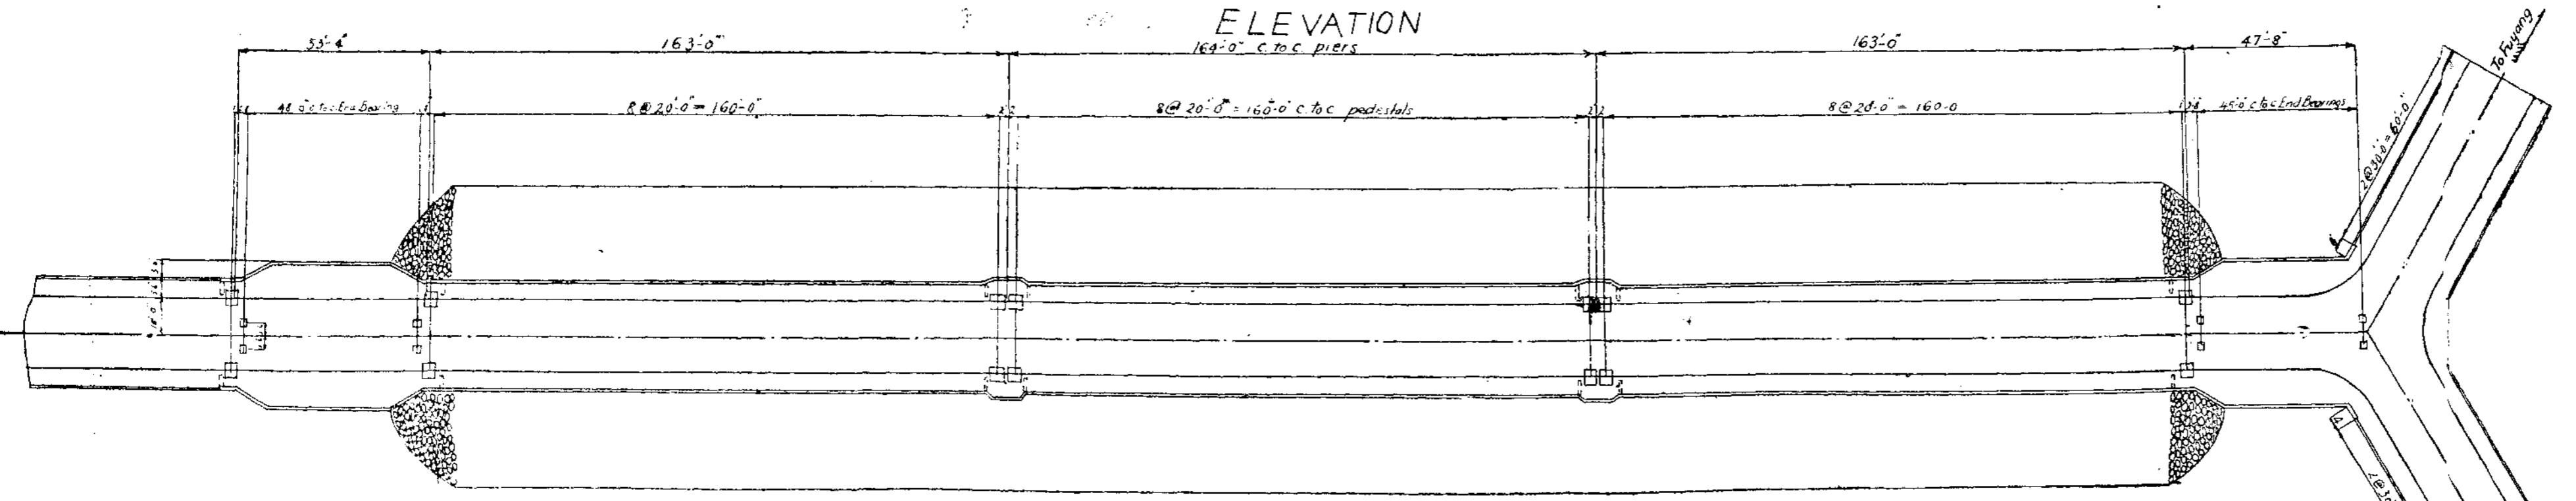 ELEVATION
53'-4" 163'-0" 164'-0" c. to c. piers 163'-0" 47'-8"
48'-0" c to c End Bearing 8 @ 20'-0" = 160'-0" 8 @ 20'-0" = 160'-0" c. to c. pedestals 8 @ 20'-0" = 160'-0 45'-0" c to c End Bearings
To Fuyang
2 @ 30'-0" = 60'-0"